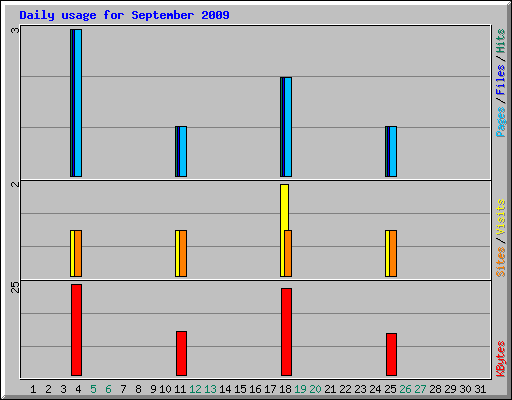 Daily usage for September 2009
3
2
25
Pages / Files / Hits
Sites / Visits
KBytes
1 2 3 4 5 6 7 8 9 10 11 12 13 14 15 16 17 18 19 20 21 22 23 24 25 26 27 28 29 30 31